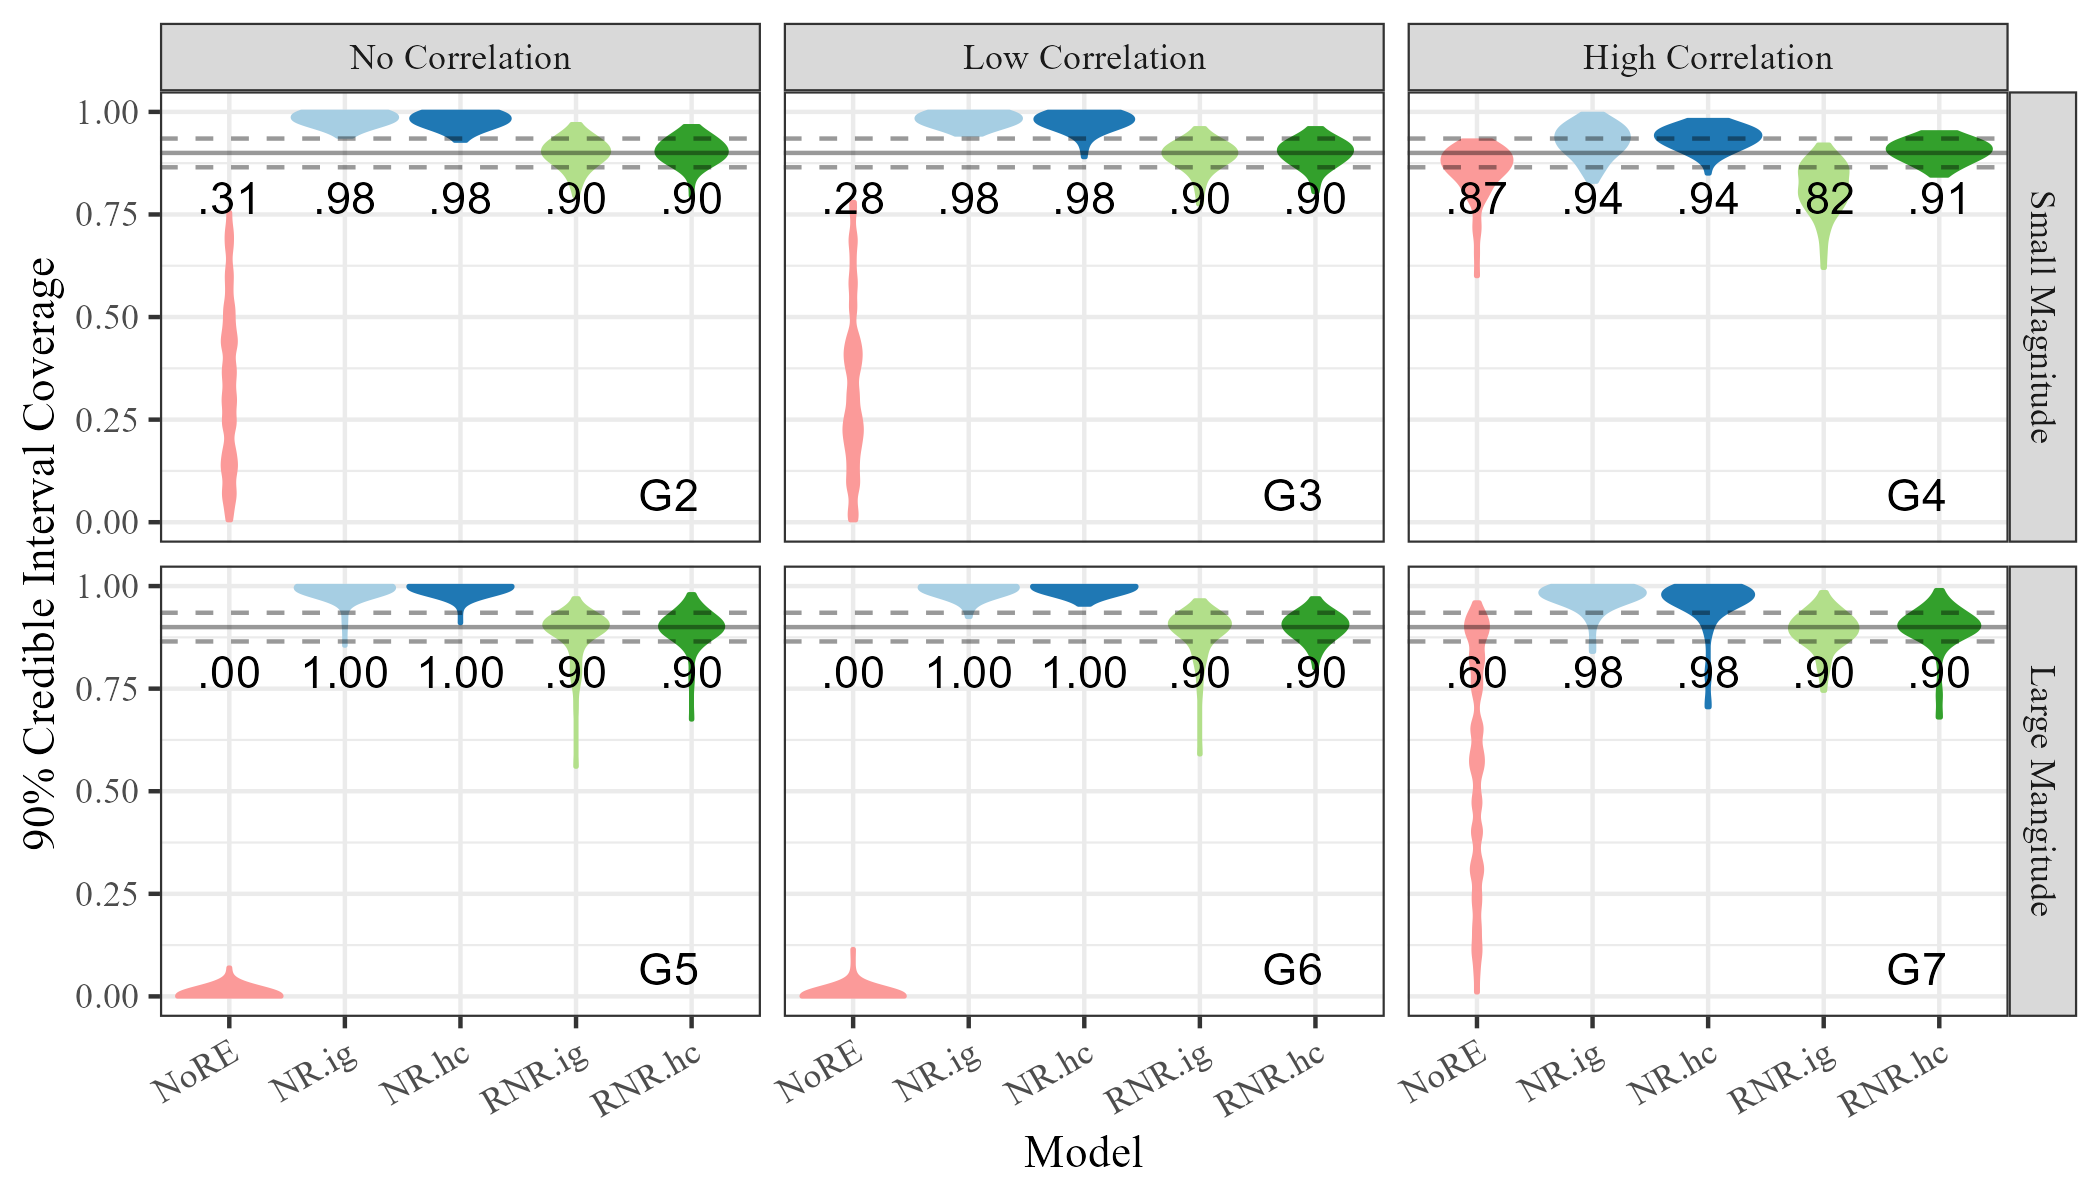 No Correlation
Low Correlation
High Correlation
90% Credible Interval Coverage
1.00
0.75
0.50
0.25
0.00
.31 .98 .98 .90 .90
G2
.28 .98 .98 .90 .90
G3
.87 .94 .94 .82 .91
G4
Small Magnitude
1.00
0.75
0.50
0.25
0.00
.00 1.00 1.00 .90 .90
G5
.00 1.00 1.00 .90 .90
G6
.60 .98 .98 .90 .90
G7
Large Mangitude
NoRE NR.ig NR.hc RNR.ig RNR.hc
NoRE NR.ig NR.hc RNR.ig RNR.hc
NoRE NR.ig NR.hc RNR.ig RNR.hc
Model